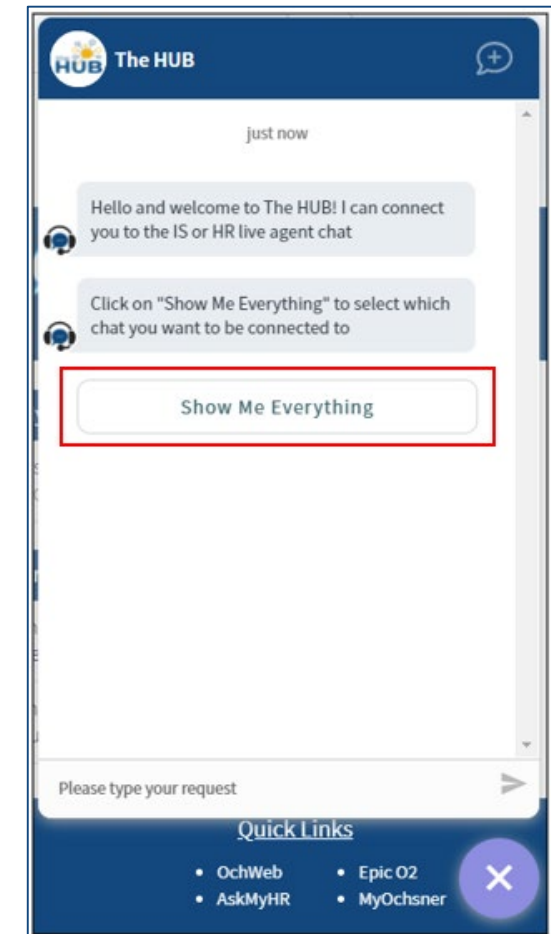 HUB
The HUB
just now
Hello and welcome to The HUB! I can connect
you to the IS or HR live agent chat
Click on "Show Me Everything" to select which
chat you want to be connected to
Show Me Everything
Please type your request
Quick Links
• OchWeb
• Epic O2
• AskMyHR
• MyOchsner